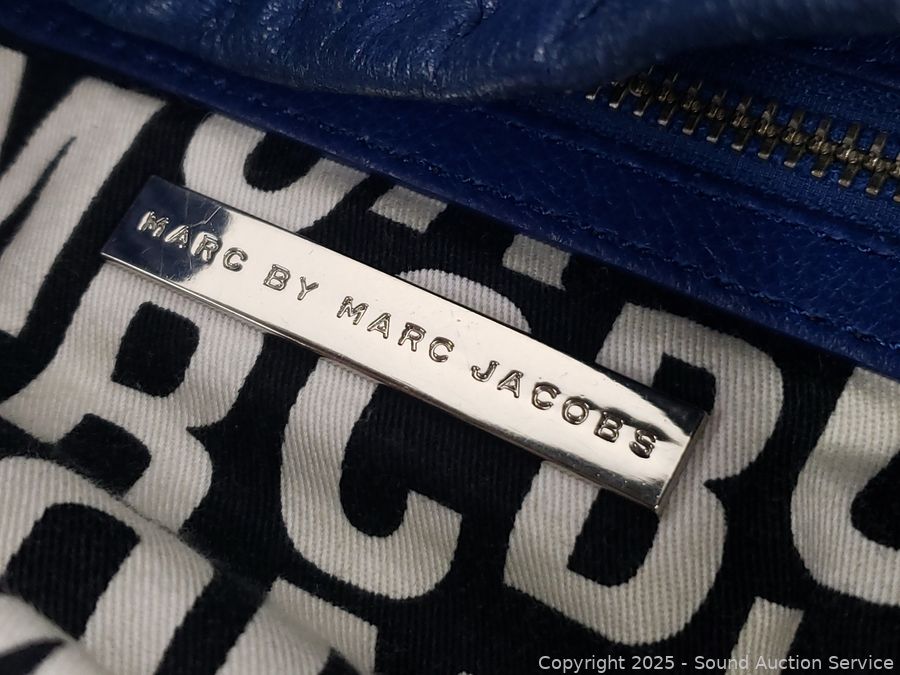 MARC BY MARC JACOBS
Copyright 2025 - Sound Auction Service